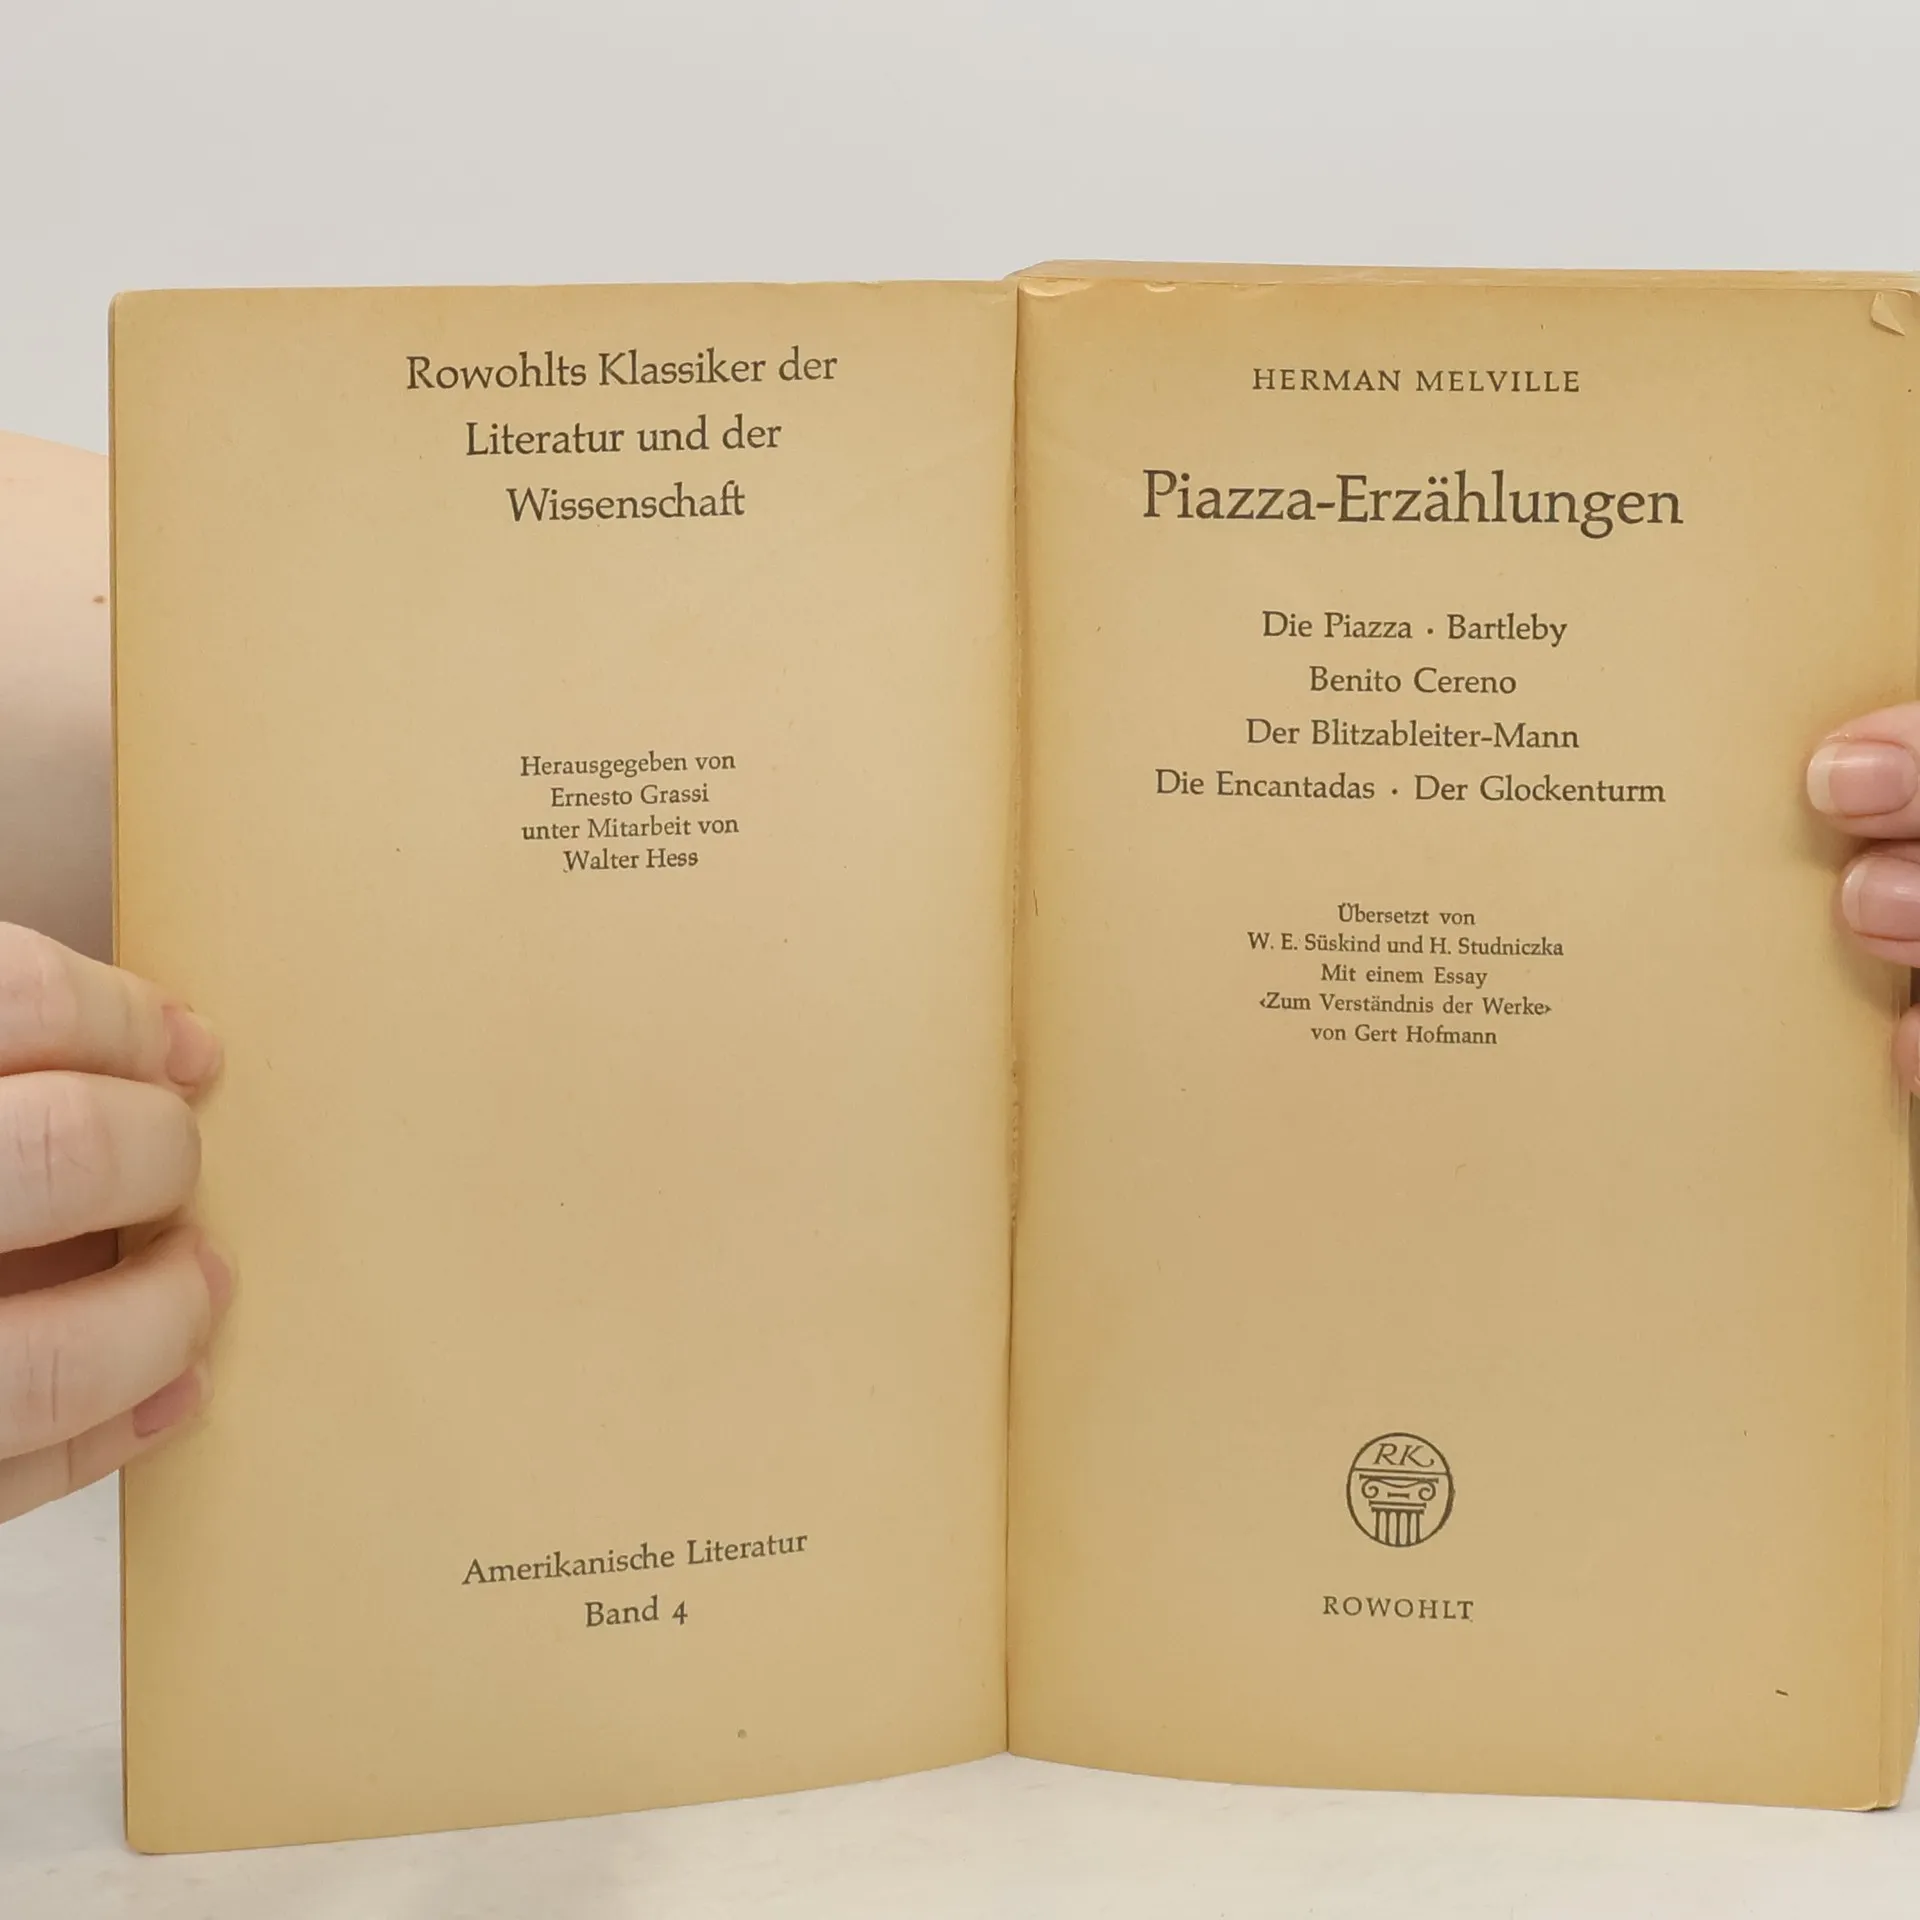 Rowohlts Klassiker der
Literatur und der
Wissenschaft
Herausgegeben von
Ernesto Grassi
unter Mitarbeit von
Walter Hess
Amerikanische Literatur
Band 4
HERMAN MELVILLE
Piazza-Erzählungen
Die Piazza · Bartleby
Benito Cereno
Der Blitzableiter-Mann
Die Encantadas · Der Glockenturm
Übersetzt von
W. E. Süskind und H. Studniczka
Mit einem Essay
‹Zum Verständnis der Werke›
von Gert Hofmann
RK
ROWOHLT